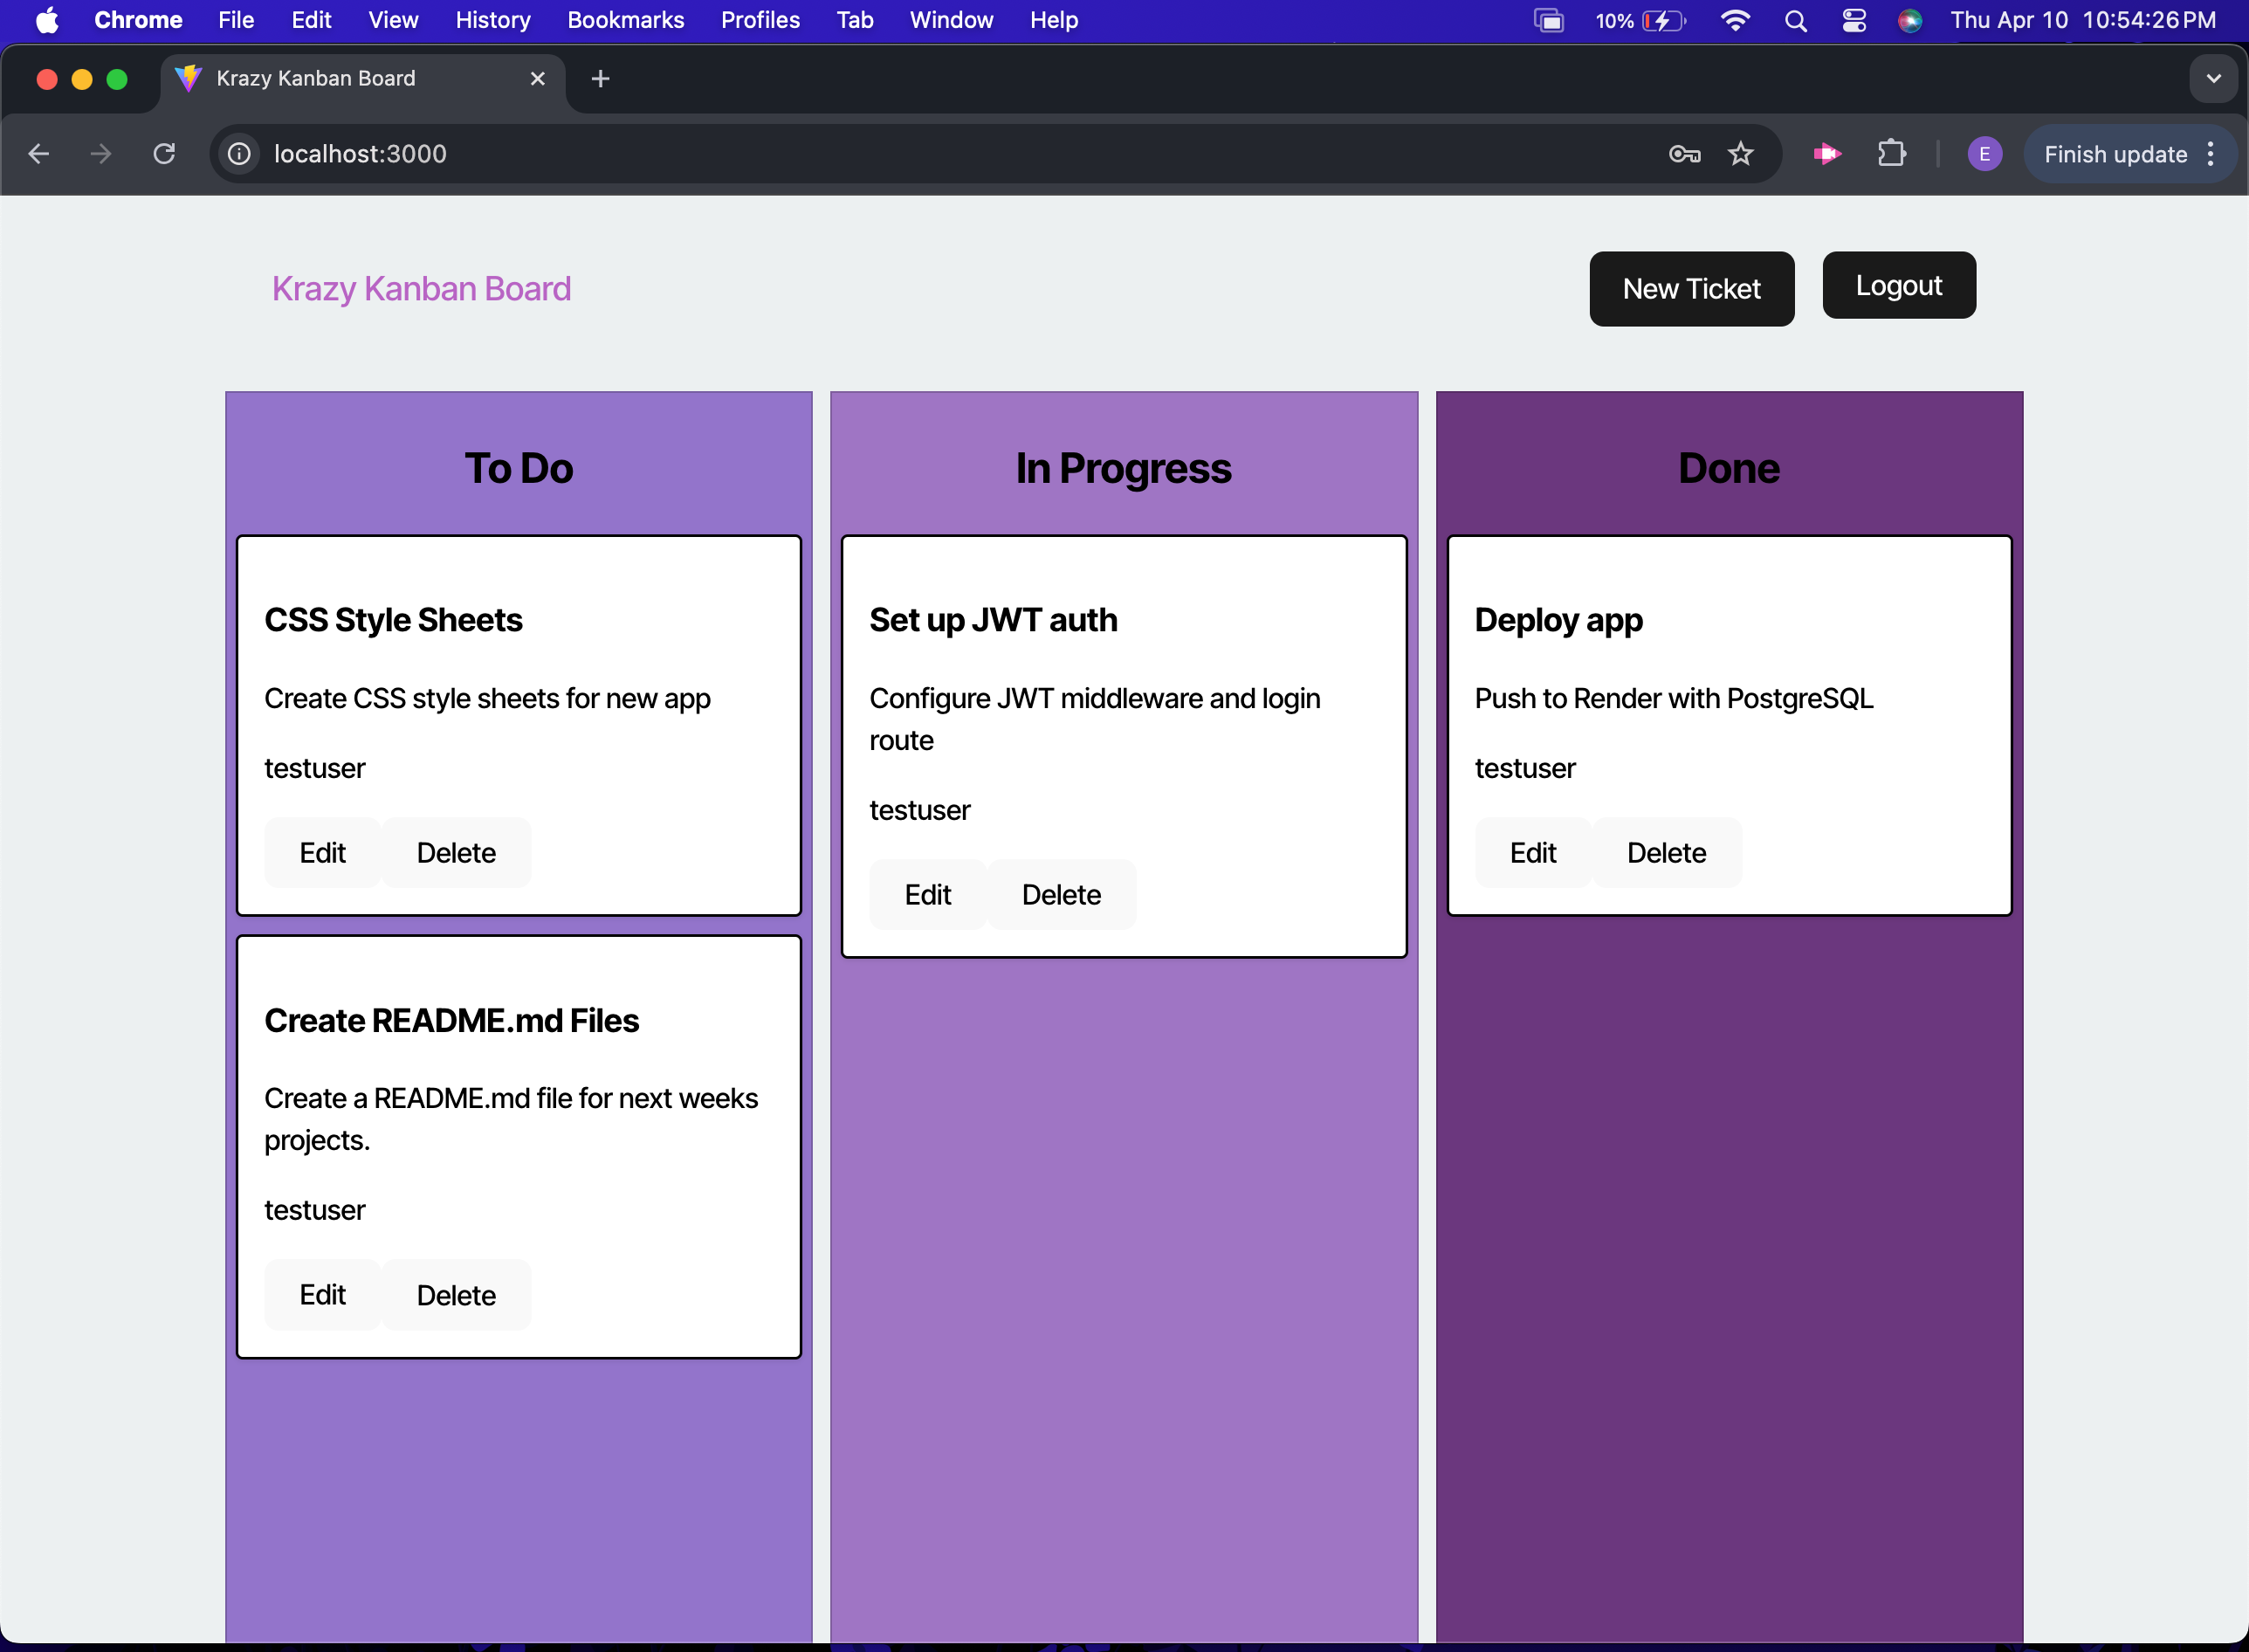 Chrome File Edit View History Bookmarks Profiles Tab Window Help 10% Thu Apr 10 10:54:26 PM
Krazy Kanban Board
localhost:3000 E Finish update
Krazy Kanban Board New Ticket Logout
To Do
CSS Style Sheets
Create CSS style sheets for new app
testuser
Edit Delete
Create README.md Files
Create a README.md file for next weeks
projects.
testuser
Edit Delete
In Progress
Set up JWT auth
Configure JWT middleware and login
route
testuser
Edit Delete
Done
Deploy app
Push to Render with PostgreSQL
testuser
Edit Delete